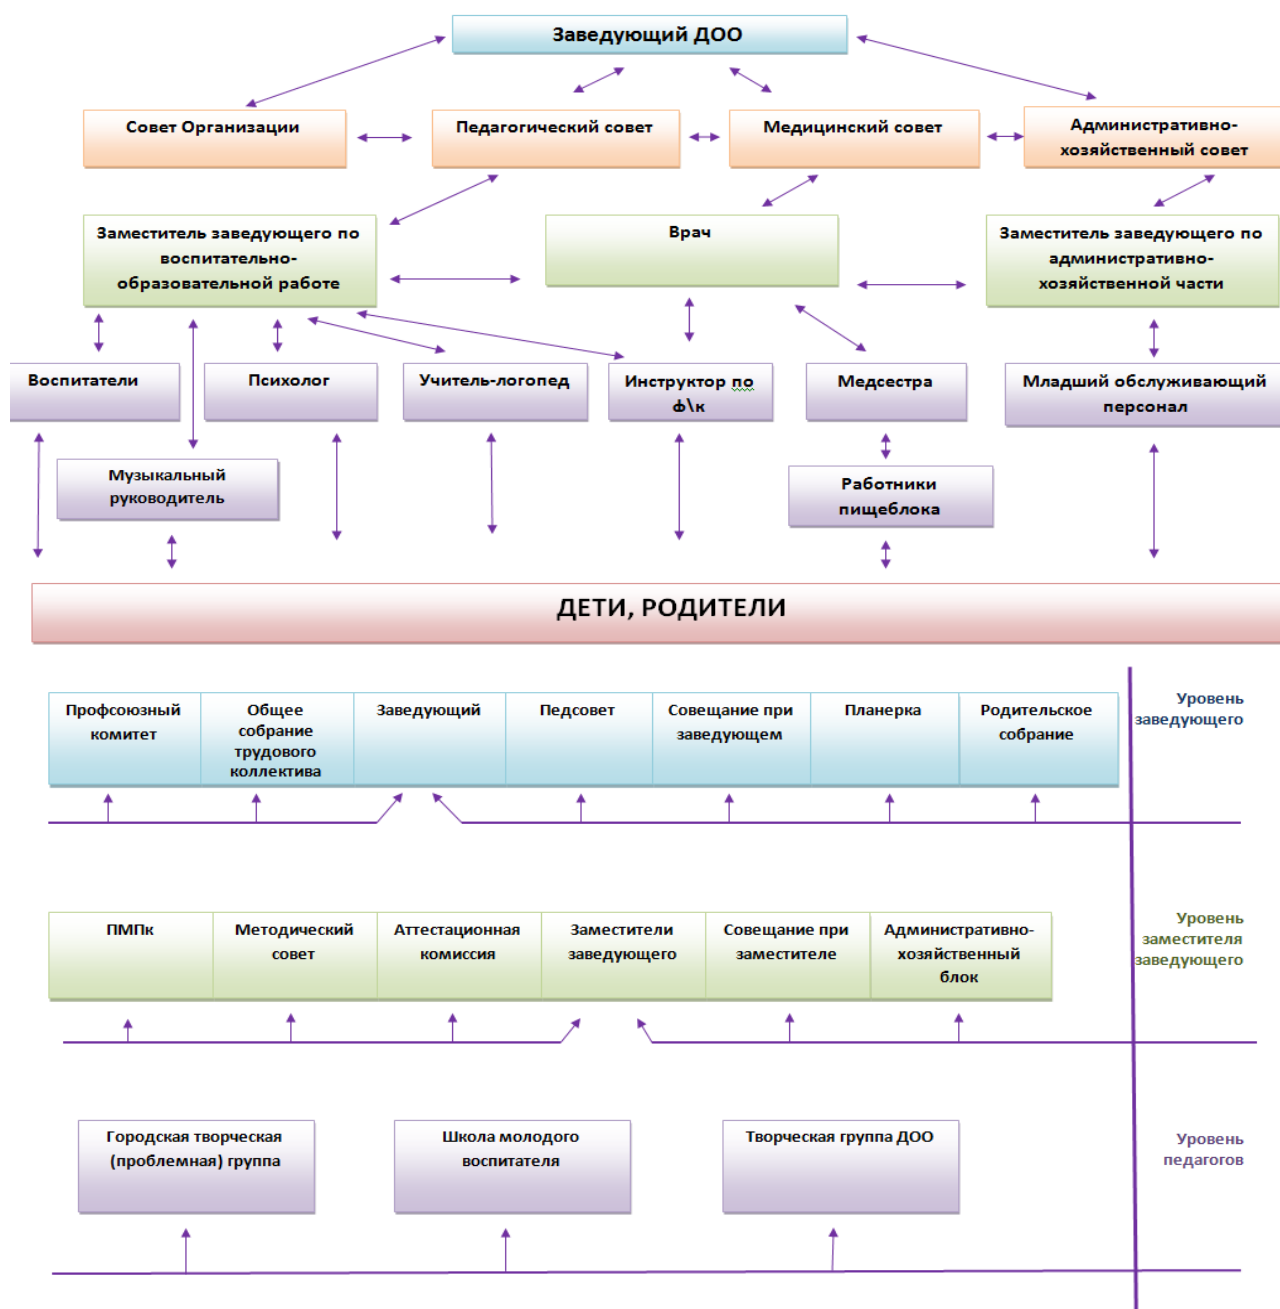 Заведующий ДОО
Совет Организации
Педагогический совет
Медицинский совет
Административно-
хозяйственный совет
Заместитель заведующего по
воспитательно-
образовательной работе
Врач
Заместитель заведующего по
административно-
хозяйственной части
Воспитатели
Психолог
Учитель-логопед
Инструктор по
ф\к
Медсестра
Младший обслуживающий
персонал
Музыкальный
руководитель
Работники
пищеблока
ДЕТИ, РОДИТЕЛИ
Профсоюзный
комитет
Общее
собрание
трудового
коллектива
Заведующий
Педсовет
Совещание при
заведующем
Планерка
Родительское
собрание
Уровень
заведующего
ПМПк
Методический
совет
Аттестационная
комиссия
Заместители
заведующего
Совещание при
заместителе
Административно-
хозяйственный
блок
Уровень
заместителя
заведующего
Городская творческая
(проблемная) группа
Школа молодого
воспитателя
Творческая группа ДОО
Уровень
педагогов